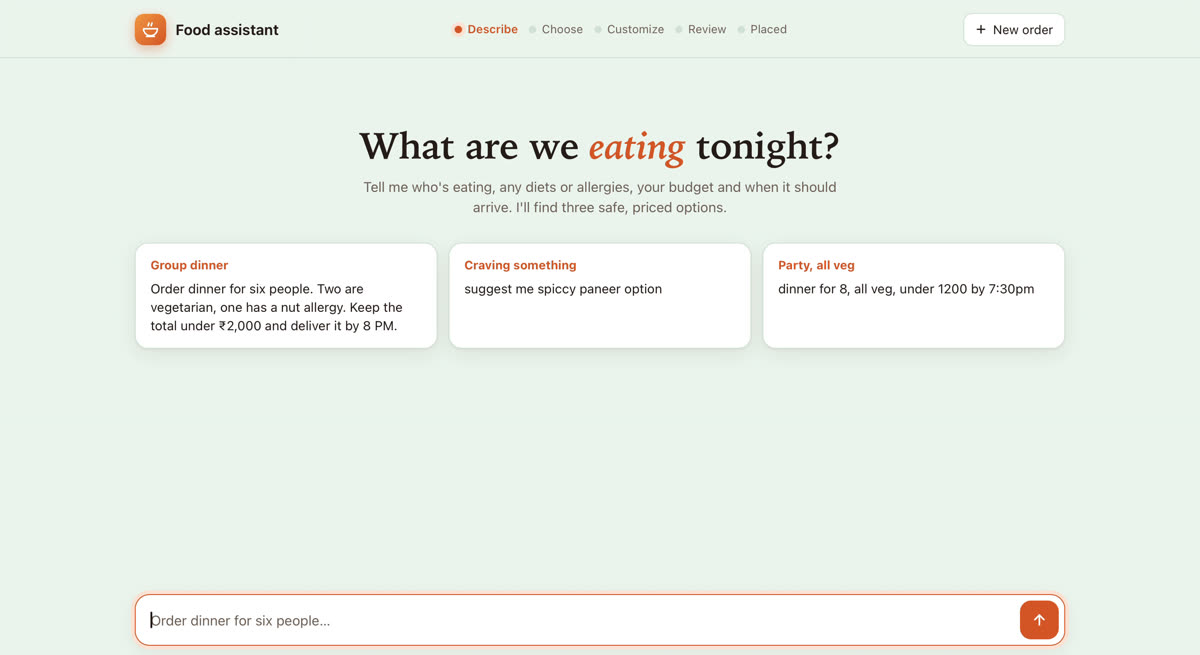 Food assistant
Describe
Choose
Customize
Review
Placed
+ New order
What are we eating tonight?
Tell me who's eating, any diets or allergies, your budget and when it should
arrive. I'll find three safe, priced options.
Group dinner
Order dinner for six people. Two are
vegetarian, one has a nut allergy. Keep the
total under ₹2,000 and deliver it by 8 PM.
Craving something
suggest me spiccy paneer option
Party, all veg
dinner for 8, all veg, under 1200 by 7:30pm
Order dinner for six people...